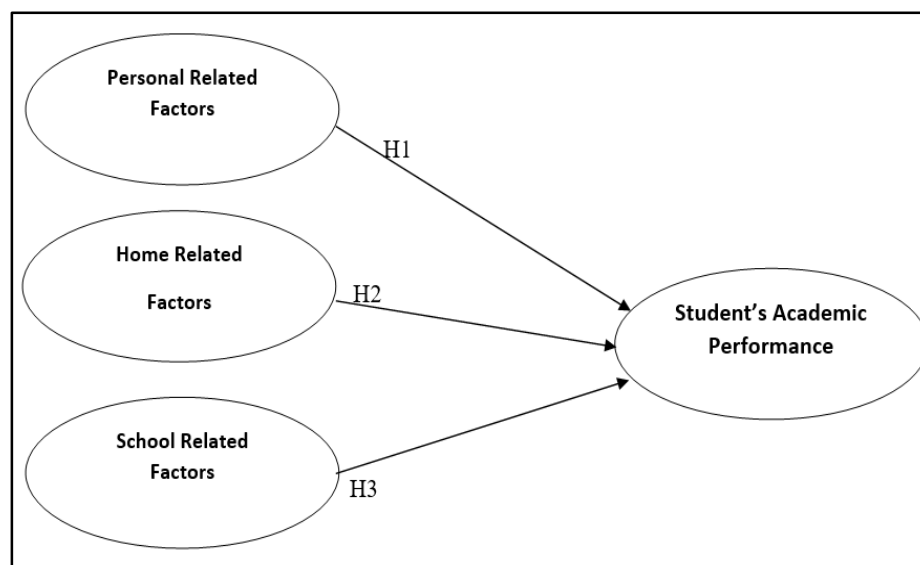 Personal Related
Factors
H1
Home Related
Factors
H2
Student’s Academic
Performance
School Related
Factors
H3